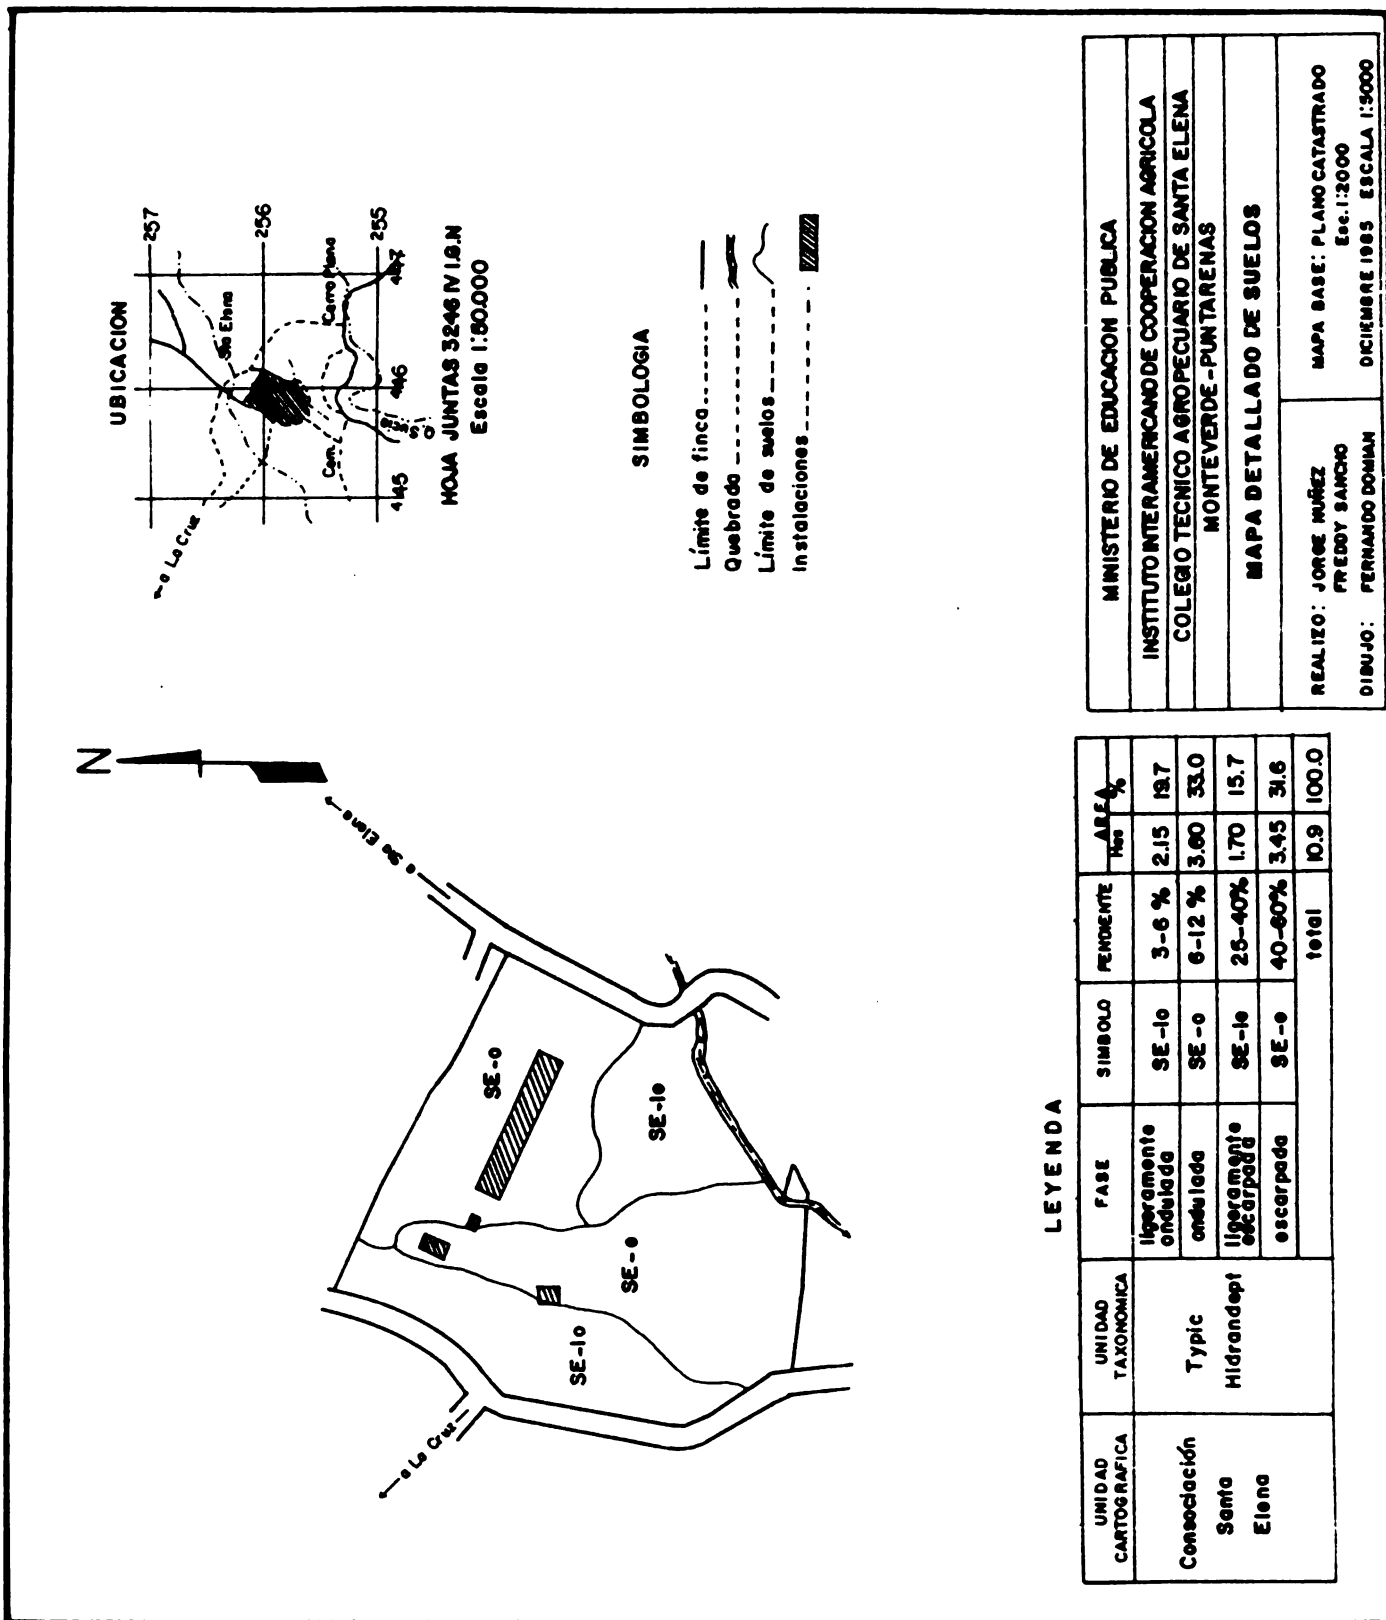 N
a Sta Elena
a La Cruz
SE-o
SE-lo
SE-e
SE-le
UBICACION
257
256
255
445
446
447
Sta Elena
Cerro Plano
Cem.
a La Cruz
HOJA JUNTAS 3246 IV I.G.N
Escala 1:50.000
SIMBOLOGIA
Límite de finca
Quebrada
Límite de suelos
Instalaciones
LEYENDA
UNIDAD CARTOGRAFICA UNIDAD TAXONOMICA FASE SIMBOLO PENDIENTE AREA
Has %
Consociación Santa Elena
Typic Hidrandept
ligeramente ondulada SE-lo 3-6 % 2.15 19.7
ondulada SE-o 6-12 % 3.60 33.0
ligeramente escarpada SE-le 25-40% 1.70 15.7
escarpada SE-e 40-60% 3.45 31.6
total 10.9 100.0
MINISTERIO DE EDUCACION PUBLICA
INSTITUTO INTERAMERICANO DE COOPERACION AGRICOLA
COLEGIO TECNICO AGROPECUARIO DE SANTA ELENA
MONTEVERDE-PUNTARENAS
MAPA DETALLADO DE SUELOS
REALIZO: JORGE NUÑEZ
FREDDY SANCHO
DIBUJO: FERNANDO DOMIAN
MAPA BASE: PLANO CATASTRADO
Esc. 1:2000
DICIEMBRE 1985 ESCALA 1:5000